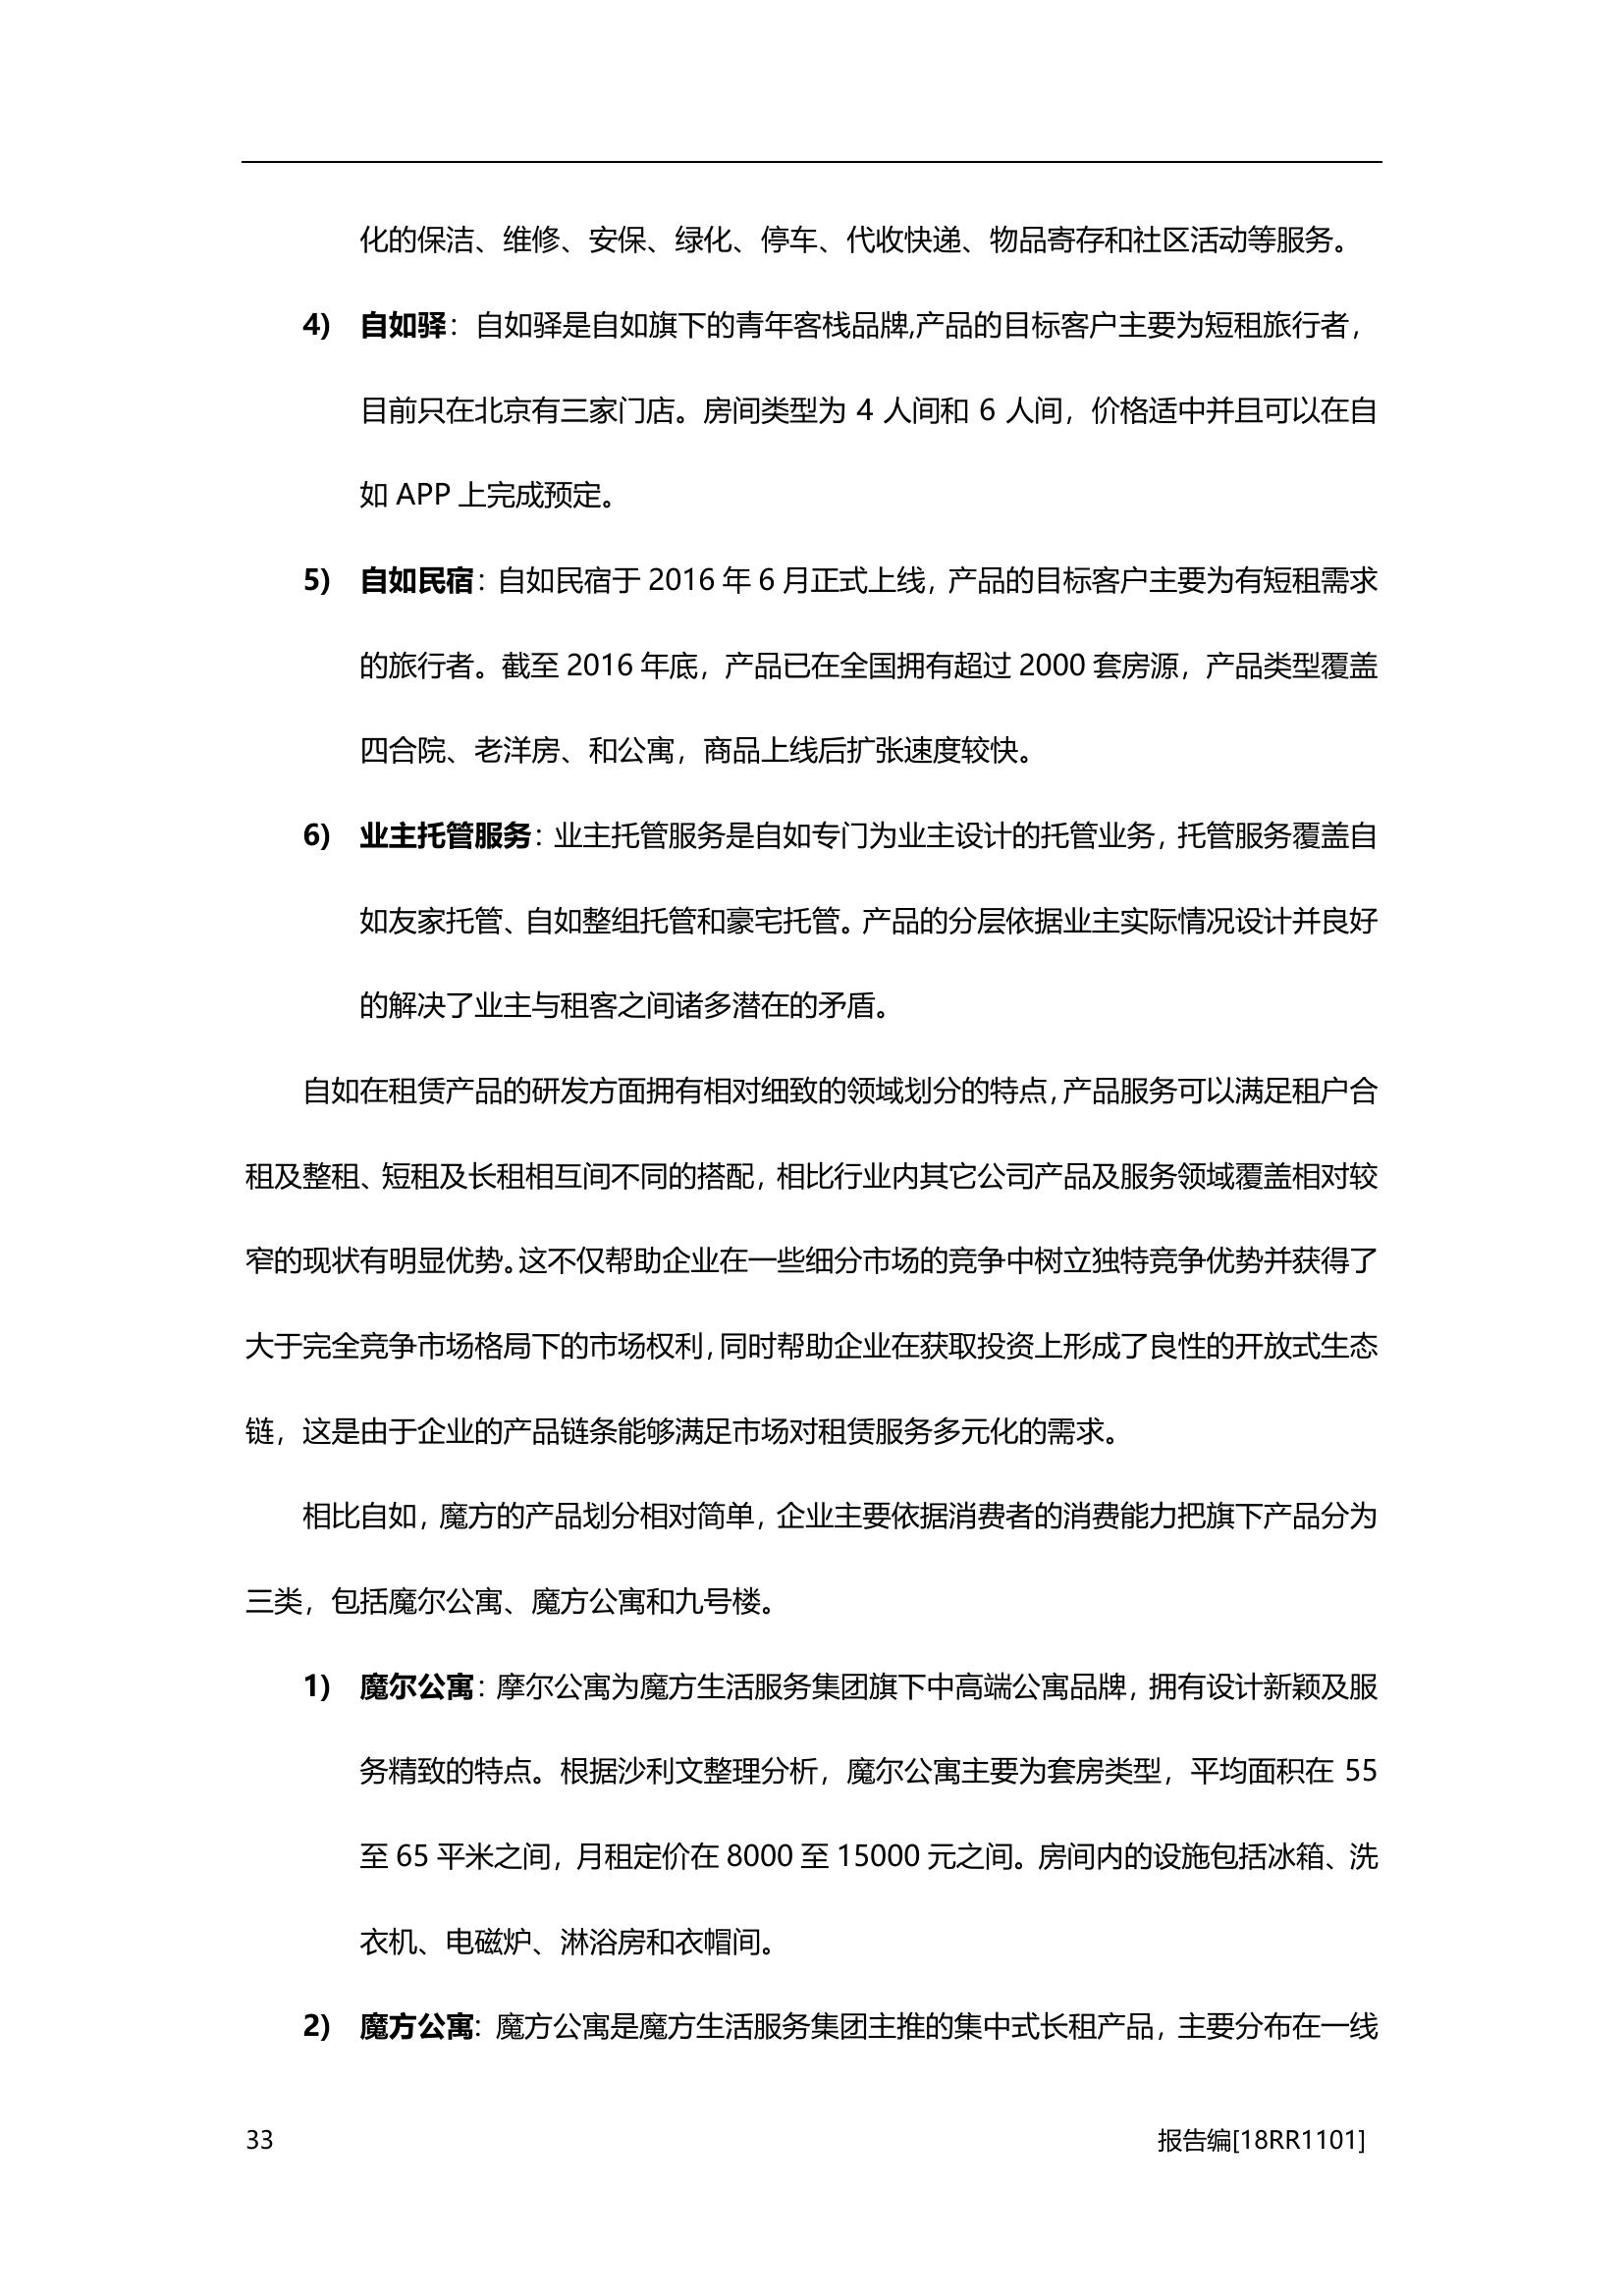 化的保洁、维修、安保、绿化、停车、代收快递、物品寄存和社区活动等服务。
4) 自如驿：自如驿是自如旗下的青年客栈品牌,产品的目标客户主要为短租旅行者，
目前只在北京有三家门店。房间类型为 4 人间和 6 人间，价格适中并且可以在自
如 APP 上完成预定。
5) 自如民宿：自如民宿于 2016 年 6 月正式上线，产品的目标客户主要为有短租需求
的旅行者。截至 2016 年底，产品已在全国拥有超过 2000 套房源，产品类型覆盖
四合院、老洋房、和公寓，商品上线后扩张速度较快。
6) 业主托管服务：业主托管服务是自如专门为业主设计的托管业务，托管服务覆盖自
如友家托管、自如整组托管和豪宅托管。产品的分层依据业主实际情况设计并良好
的解决了业主与租客之间诸多潜在的矛盾。
自如在租赁产品的研发方面拥有相对细致的领域划分的特点，产品服务可以满足租户合
租及整租、短租及长租相互间不同的搭配，相比行业内其它公司产品及服务领域覆盖相对较
窄的现状有明显优势。这不仅帮助企业在一些细分市场的竞争中树立独特竞争优势并获得了
大于完全竞争市场格局下的市场权利，同时帮助企业在获取投资上形成了良性的开放式生态
链，这是由于企业的产品链条能够满足市场对租赁服务多元化的需求。
相比自如，魔方的产品划分相对简单，企业主要依据消费者的消费能力把旗下产品分为
三类，包括魔尔公寓、魔方公寓和九号楼。
1) 魔尔公寓：摩尔公寓为魔方生活服务集团旗下中高端公寓品牌，拥有设计新颖及服
务精致的特点。根据沙利文整理分析，魔尔公寓主要为套房类型，平均面积在 55
至 65 平米之间，月租定价在 8000 至 15000 元之间。房间内的设施包括冰箱、洗
衣机、电磁炉、淋浴房和衣帽间。
2) 魔方公寓：魔方公寓是魔方生活服务集团主推的集中式长租产品，主要分布在一线
33 报告编[18RR1101]